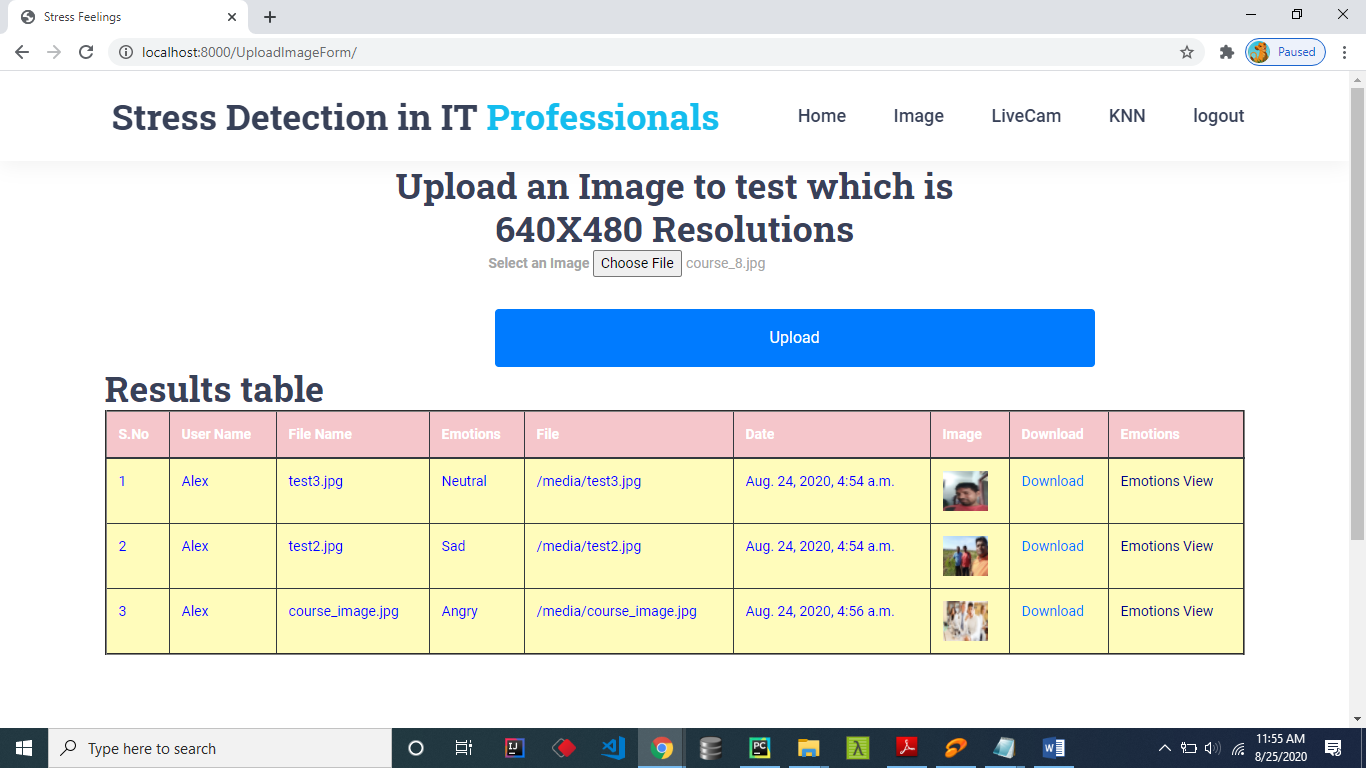 Stress Feelings
localhost:8000/UploadImageForm/
Paused
Stress Detection in IT Professionals
Home Image LiveCam KNN logout
Upload an Image to test which is
640X480 Resolutions
Select an Image Choose File course_8.jpg
Upload
Results table
S.No User Name File Name Emotions File Date Image Download Emotions
1 Alex test3.jpg Neutral /media/test3.jpg Aug. 24, 2020, 4:54 a.m. Download Emotions View
2 Alex test2.jpg Sad /media/test2.jpg Aug. 24, 2020, 4:54 a.m. Download Emotions View
3 Alex course_image.jpg Angry /media/course_image.jpg Aug. 24, 2020, 4:56 a.m. Download Emotions View
Type here to search
11:55 AM
8/25/2020